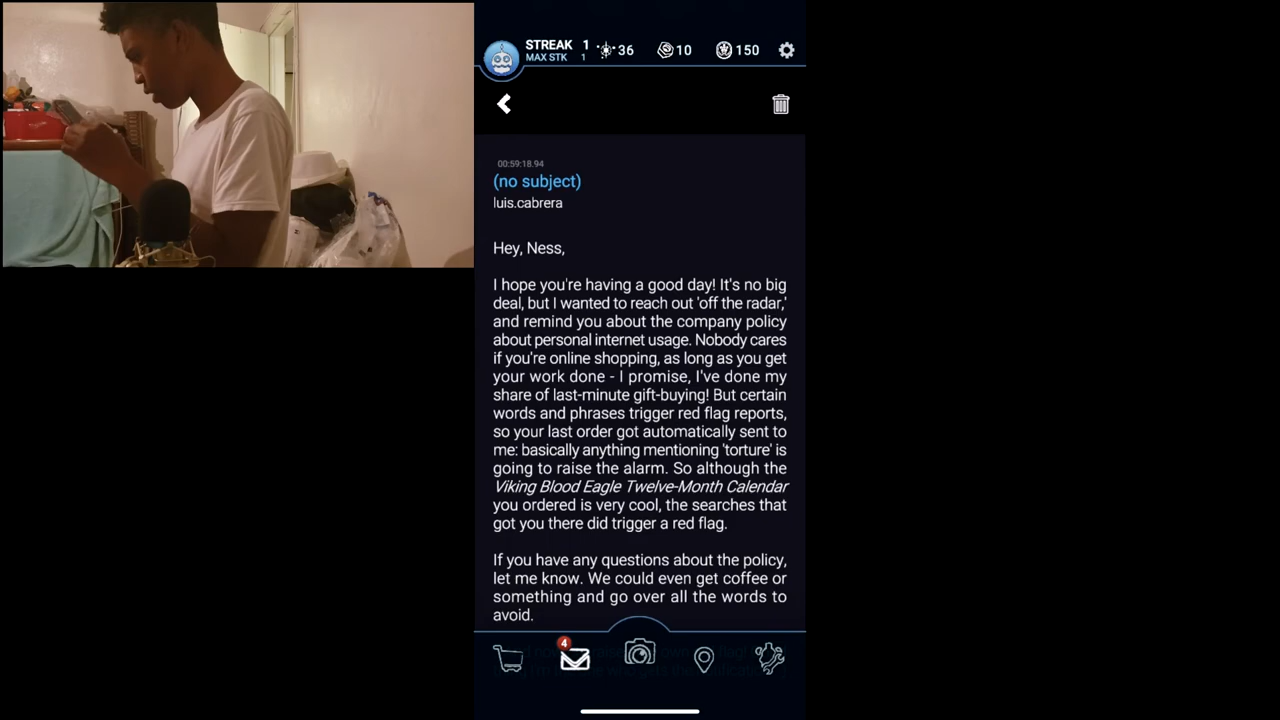 STREAK 1 36 10 150
MAX STK 1
00:59:18.94
(no subject)
luis.cabrera
Hey, Ness,
I hope you're having a good day! It's no big
deal, but I wanted to reach out 'off the radar,'
and remind you about the company policy
about personal internet usage. Nobody cares
if you're online shopping, as long as you get
your work done - I promise, I've done my
share of last-minute gift-buying! But certain
words and phrases trigger red flag reports,
so your last order got automatically sent to
me: basically anything mentioning 'torture' is
going to raise the alarm. So although the
Viking Blood Eagle Twelve-Month Calendar
you ordered is very cool, the searches that
got you there did trigger a red flag.
If you have any questions about the policy,
let me know. We could even get coffee or
something and go over all the words to
avoid.
4